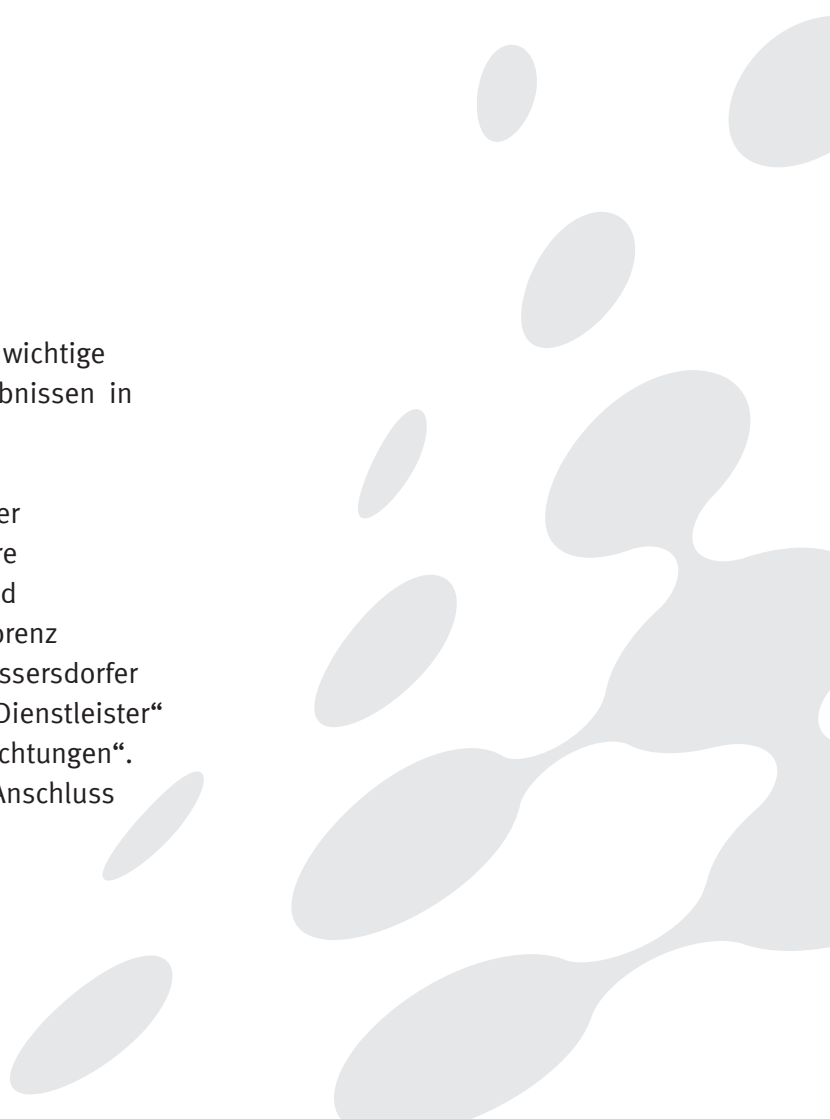 wichtige
bnissen in
er
re
d
orenz
ssersdorfer
Dienstleister“
chtungen“.
Anschluss